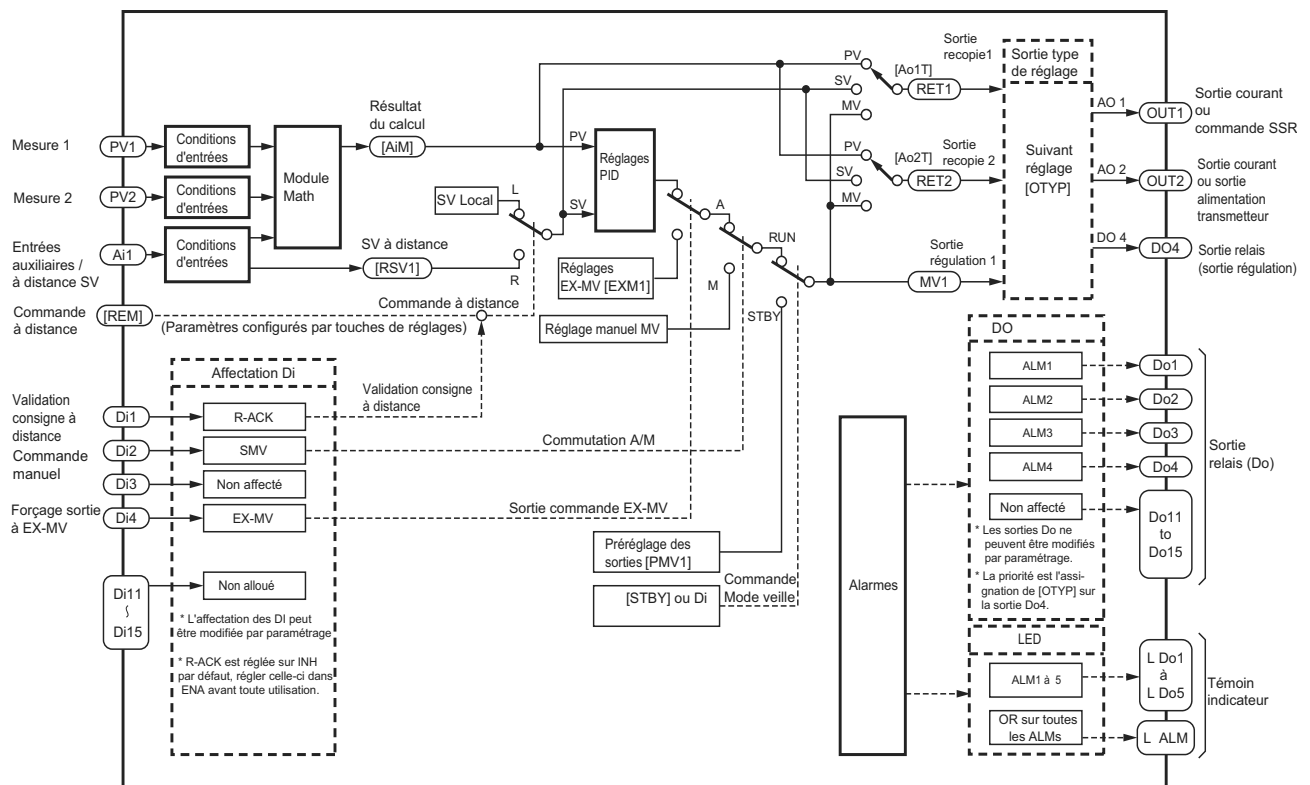 Mesure 1
PV1
Conditions
d'entrées
Mesure 2
PV2
Conditions
d'entrées
Entrées
auxiliaires /
à distance SV
Ai1
Conditions
d'entrées
Module
Math
Résultat
du calcul
[AiM]
SV à distance
[RSV1]
SV Local
L
R
PV
SV
Réglages
PID
Commande
à distance
[REM]
Commande à distance
(Paramètres configurés par touches de réglages)
Réglages
EX-MV [EXM1]
A
M
Réglage manuel MV
RUN
STBY
PV
SV
MV
[Ao1T]
Sortie
recopie1
RET1
PV
SV
MV
[Ao2T]
Sortie
recopie 2
RET2
Sortie
régulation 1
MV1
Sortie type
de réglage
Suivant
réglage
[OTYP]
AO 1
OUT1
Sortie courant
ou
commande SSR
AO 2
OUT2
Sortie courant
ou sortie
alimentation
transmetteur
DO 4
DO4
Sortie relais
(sortie régulation)
Affectation Di
Validation
consigne à
distance
Di1
R-ACK
Validation consigne
à distance
Commande
manuel
Di2
SMV
Commutation A/M
Di3
Non affecté
Forçage sortie
à EX-MV
Di4
EX-MV
Sortie commande EX-MV
Di11
~
Di15
Non alloué
* L'affectation des DI peut
être modifiée par paramétrage
* R-ACK est réglée sur INH
par défaut, régler celle-ci dans
ENA avant toute utilisation.
Préréglage des
sorties [PMV1]
Commande
Mode veille
[STBY] ou Di
Alarmes
DO
ALM1
Do1
ALM2
Do2
ALM3
Do3
ALM4
Do4
Non affecté
Do11
to
Do15
Sortie
relais (Do)
* Les sorties Do ne
peuvent être modifiés
par paramétrage.
* La priorité est l'assi-
gnation de [OTYP] sur
la sortie Do4.
LED
ALM1 à 5
L Do1
à
L Do5
OR sur toutes
les ALMs
L ALM
Témoin
indicateur